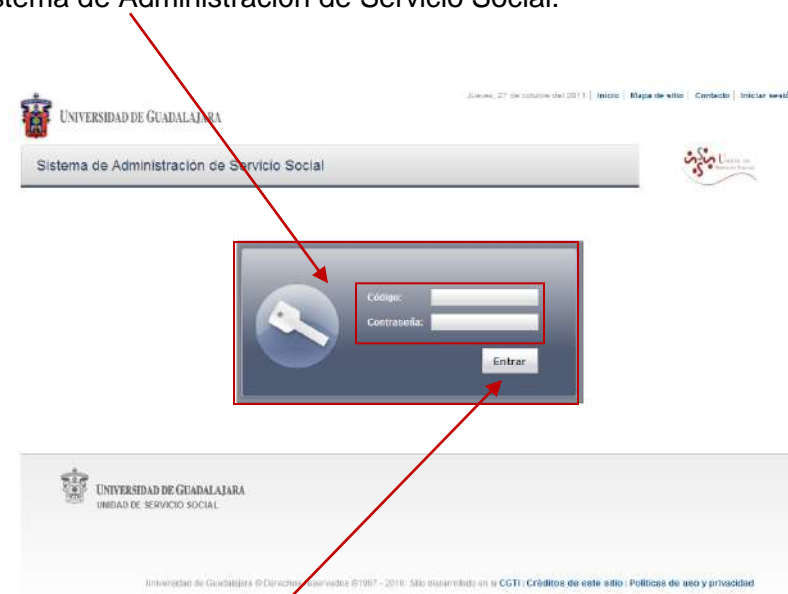 stema de Administración de Servicio Social.
Jueves, 27 de octubre del 2011 | Inicio | Mapa de sitio | Contacto | Iniciar sesi
UNIVERSIDAD DE GUADALAJARA
Sistema de Administración de Servicio Social
Código:
Contraseña:
Entrar
UNIVERSIDAD DE GUADALAJARA
UNIDAD DE SERVICIO SOCIAL
Universidad de Guadalajara © Derechos reservados ©1997 - 2010. Sitio desarrollado en la CGTI | Créditos de este sitio | Políticas de uso y privacidad